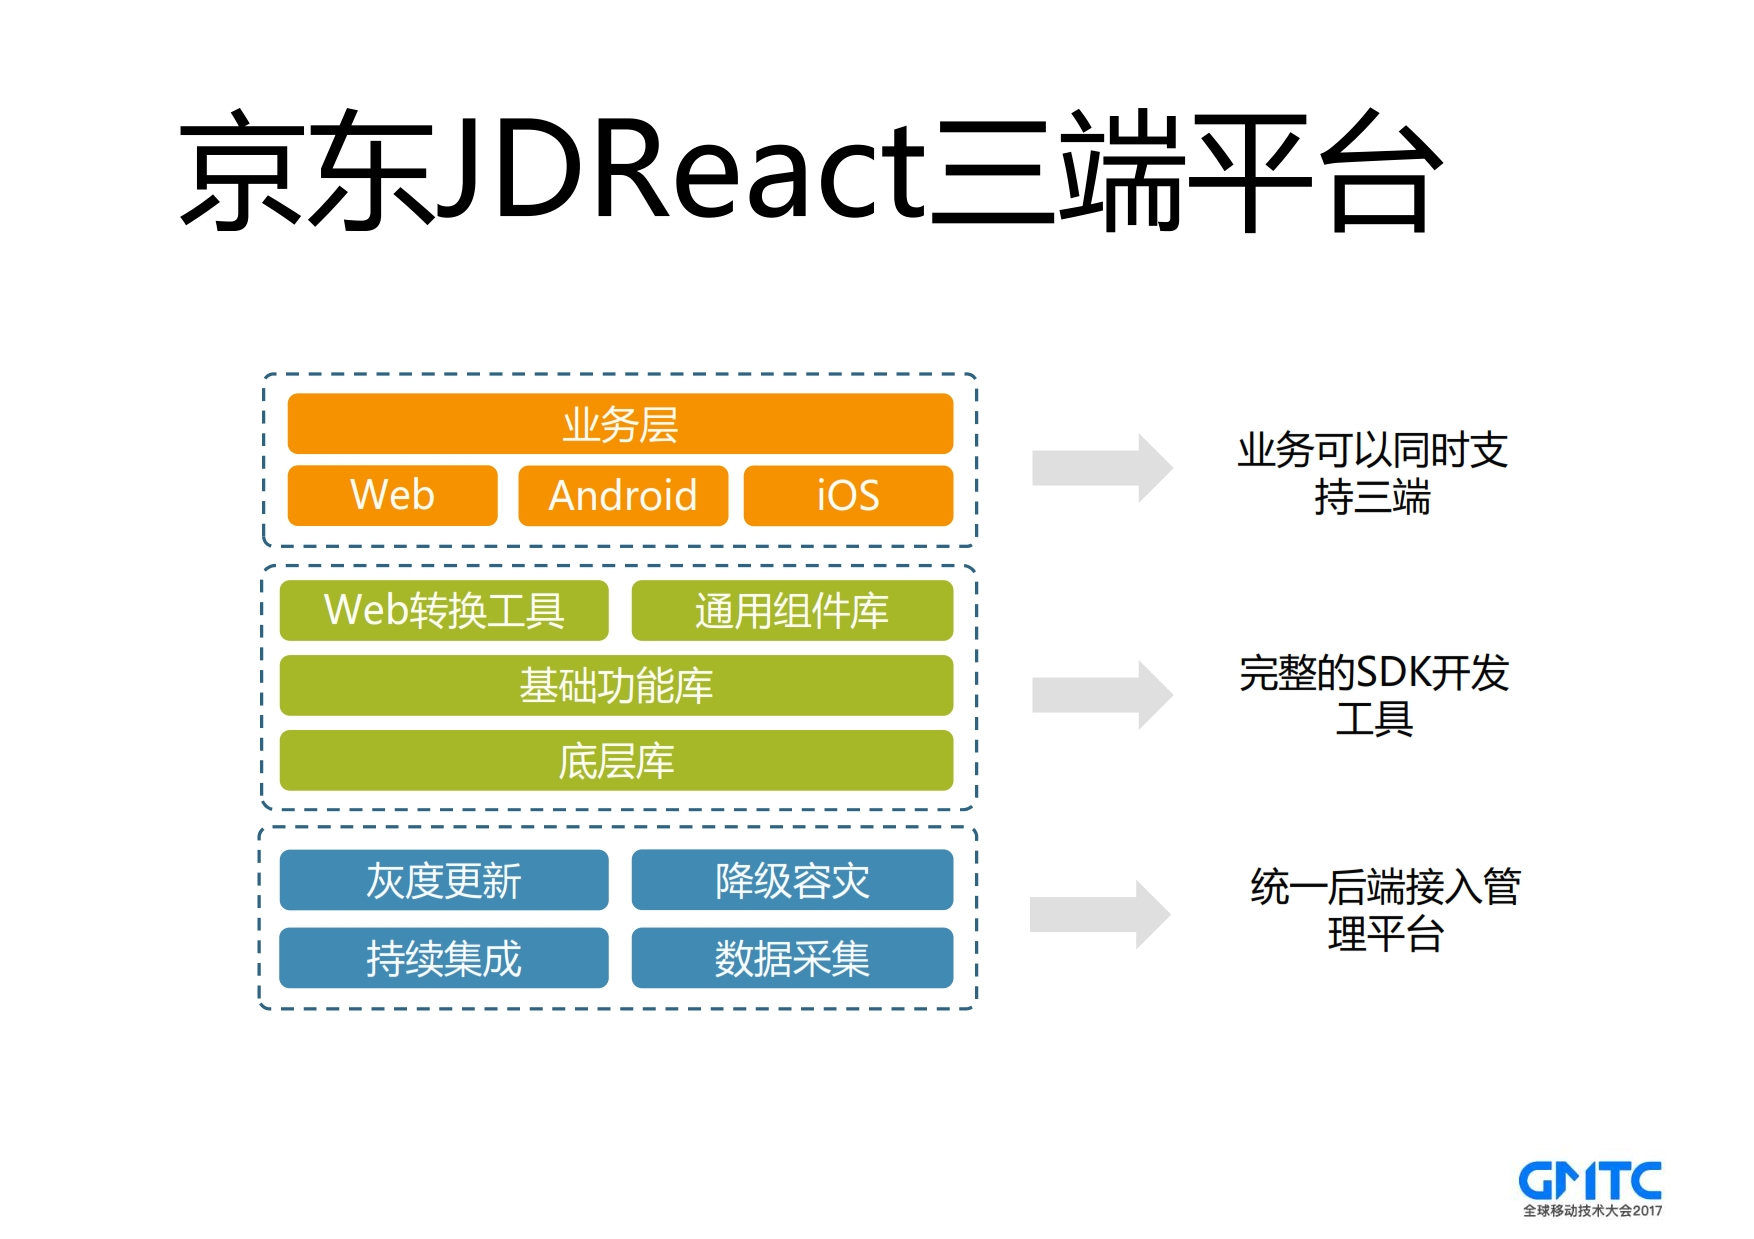 京东JDReact三端平台
业务层
Web Android iOS
业务可以同时支
持三端
Web转换工具 通用组件库
基础功能库
底层库
完整的SDK开发
工具
灰度更新 降级容灾
持续集成 数据采集
统一后端接入管
理平台
GMTC
全球移动技术大会2017